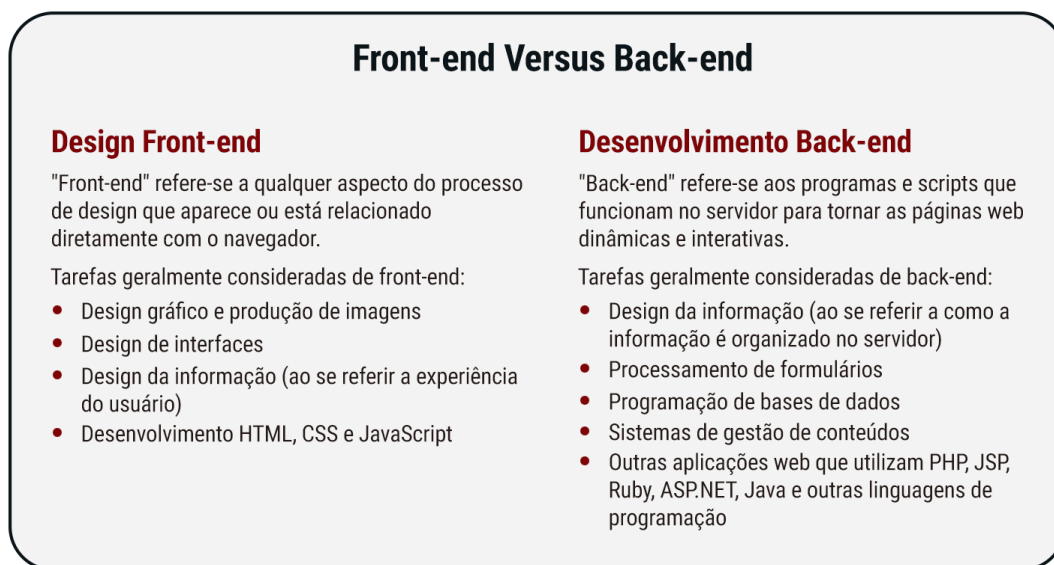 Front-end Versus Back-end
Design Front-end
"Front-end" refere-se a qualquer aspecto do processo
de design que aparece ou está relacionado
diretamente com o navegador.
Tarefas geralmente consideradas de front-end:
• Design gráfico e produção de imagens
• Design de interfaces
• Design da informação (ao se referir a experiência
do usuário)
• Desenvolvimento HTML, CSS e JavaScript
Desenvolvimento Back-end
"Back-end" refere-se aos programas e scripts que
funcionam no servidor para tornar as páginas web
dinâmicas e interativas.
Tarefas geralmente consideradas de back-end:
• Design da informação (ao se referir a como a
informação é organizado no servidor)
• Processamento de formulários
• Programação de bases de dados
• Sistemas de gestão de conteúdos
• Outras aplicações web que utilizam PHP, JSP,
Ruby, ASP.NET, Java e outras linguagens de
programação